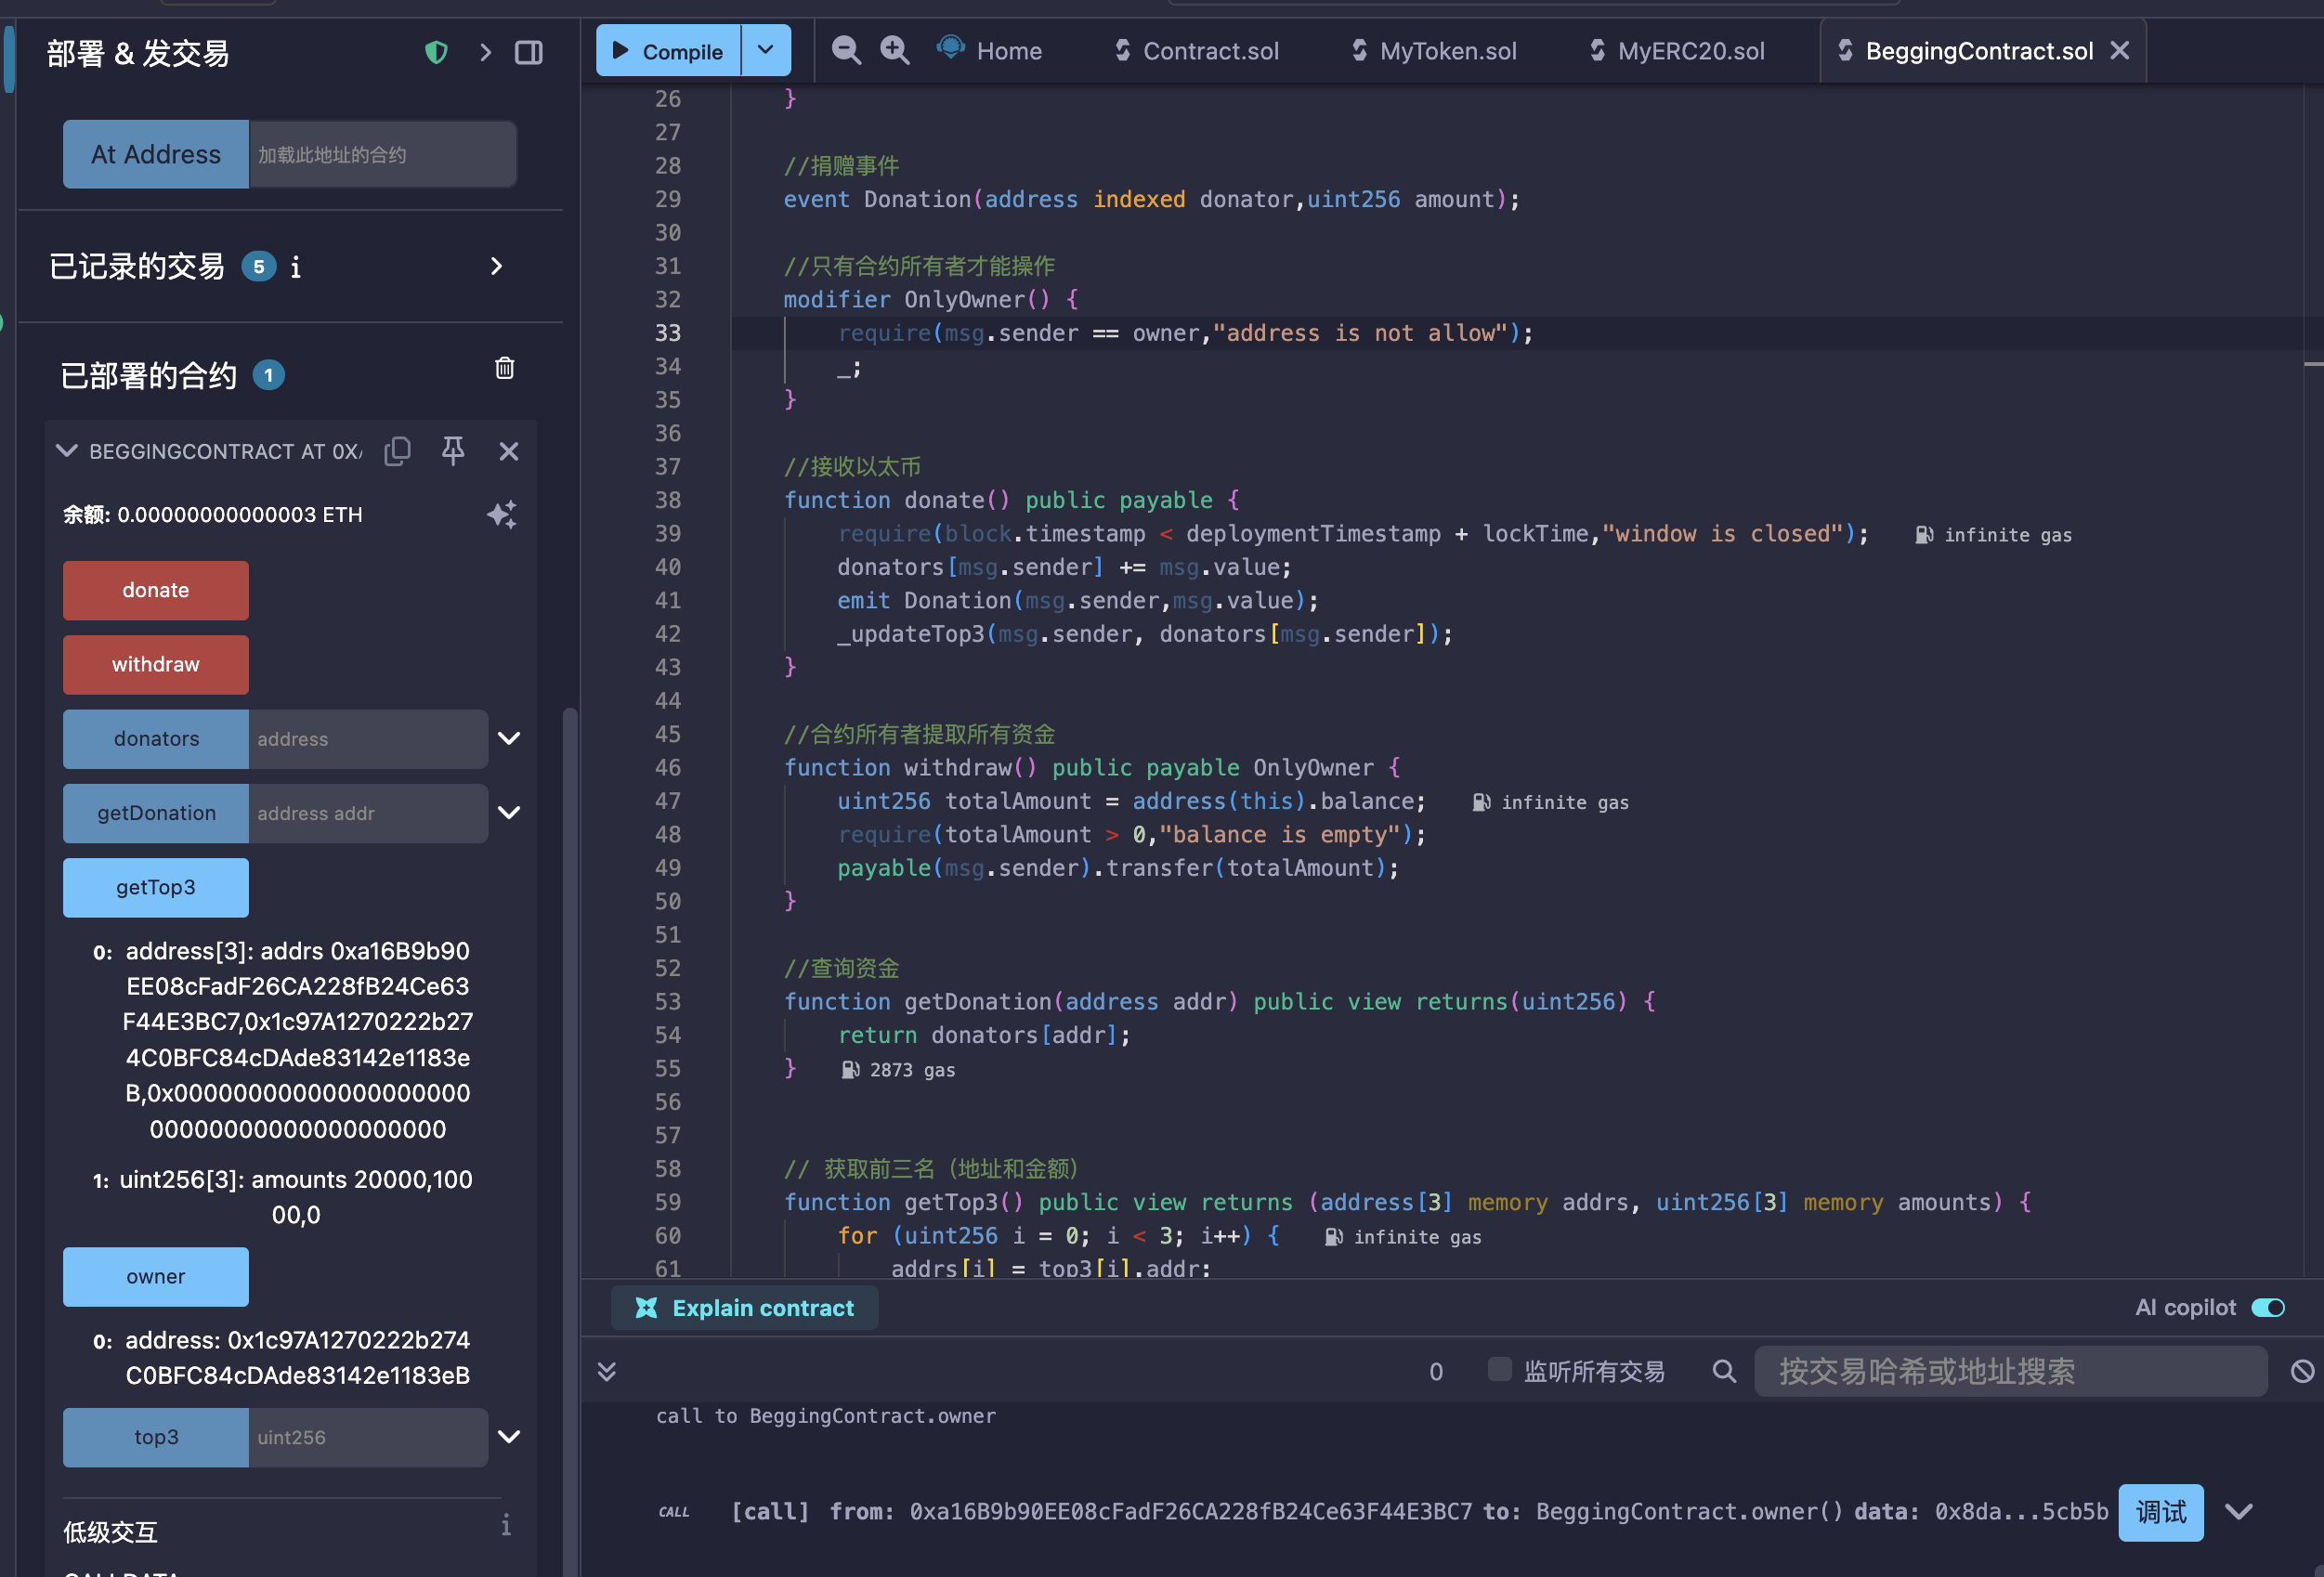 部署 & 发交易
At Address
加载此地址的合约
已记录的交易 5 i
已部署的合约 1
BEGGINGCONTRACT AT 0X
余额: 0.00000000000003 ETH
donate
withdraw
donators address
getDonation address addr
getTop3
0: address[3]: addrs 0xa16B9b90
EE08cFadF26CA228fB24Ce63
F44E3BC7,0x1c97A1270222b27
4C0BFC84cDAde83142e1183e
B,0x00000000000000000000
00000000000000000000
1: uint256[3]: amounts 20000,100
00,0
owner
0: address: 0x1c97A1270222b274
C0BFC84cDAde83142e1183eB
top3 uint256
低级交互 i
CALLDATA
Compile
Home
Contract.sol
MyToken.sol
MyERC20.sol
BeggingContract.sol
26 }
27
28 //捐赠事件
29 event Donation(address indexed donator,uint256 amount);
30
31 //只有合约所有者才能操作
32 modifier OnlyOwner() {
33 require(msg.sender == owner,"address is not allow");
34 _;
35 }
36
37 //接收以太币
38 function donate() public payable {
39 require(block.timestamp < deploymentTimestamp + lockTime,"window is closed"); infinite gas
40 donators[msg.sender] += msg.value;
41 emit Donation(msg.sender,msg.value);
42 _updateTop3(msg.sender, donators[msg.sender]);
43 }
44
45 //合约所有者提取所有资金
46 function withdraw() public payable OnlyOwner {
47 uint256 totalAmount = address(this).balance; infinite gas
48 require(totalAmount > 0,"balance is empty");
49 payable(msg.sender).transfer(totalAmount);
50 }
51
52 //查询资金
53 function getDonation(address addr) public view returns(uint256) {
54 return donators[addr];
55 } 2873 gas
56
57
58 // 获取前三名（地址和金额）
59 function getTop3() public view returns (address[3] memory addrs, uint256[3] memory amounts) {
60 for (uint256 i = 0; i < 3; i++) { infinite gas
61 addrs[i] = top3[i].addr;
Explain contract
AI copilot
0
监听所有交易
按交易哈希或地址搜索
call to BeggingContract.owner
CALL [call] from: 0xa16B9b90EE08cFadF26CA228fB24Ce63F44E3BC7 to: BeggingContract.owner() data: 0x8da...5cb5b
调试